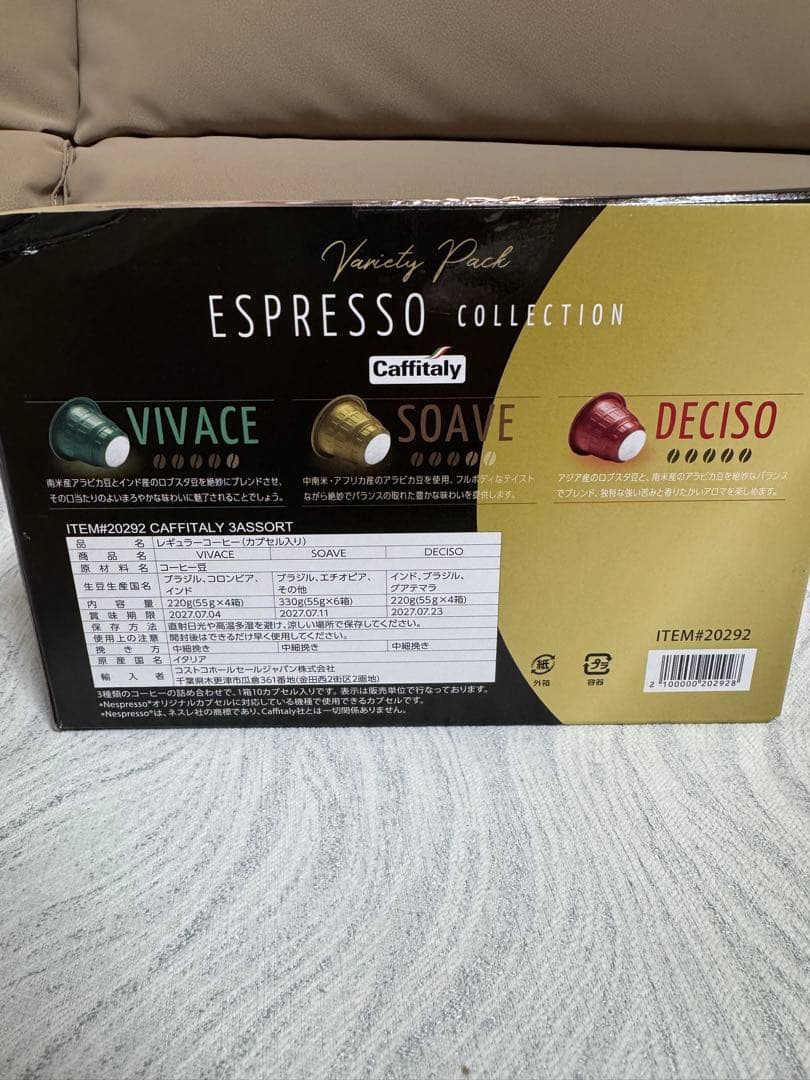 Variety Pack
ESPRESSO COLLECTION
Caffitaly
VIVACE
南米産アラビカ豆とインド産のロブスタ豆を絶妙にブレンドさせ、
その口当たりのよいまろやかな味わいに魅了されることでしょう。
SOAVE
中南米・アフリカ産のアラビカ豆を使用、フルボディなテイスト
ながら絶妙でバランスの取れた豊かな味わいを提供します。
DECISO
アジア産のロブスタ豆と、南米産のアラビカ豆を絶妙なバランス
でブレンド、独特な強い苦みと香りたかいアロマを楽しめます。
ITEM#20292 CAFFITALY 3ASSORT
品名 レギュラーコーヒー(カプセル入り)
商品名 VIVACE SOAVE DECISO
原材料名 コーヒー豆
生豆生産国名 ブラジル、コロンビア、インド ブラジル、エチオピア、その他 インド、ブラジル、グアテマラ
内容量 220g(55g×4箱) 330g(55g×6箱) 220g(55g×4箱)
賞味期限 2027.07.04 2027.07.11 2027.07.23
保存方法 直射日光や高温多湿を避け、涼しい場所で保存してください。
使用上の注意 開封後はできるだけ早く使用してください。
挽き方 中細挽き 中細挽き 中細挽き
原産国名 イタリア
輸入者 コストコホールセールジャパン株式会社
千葉県木更津市瓜倉361番地(金田西2街区2画地)
3種類のコーヒーの詰め合わせで、1箱10カプセル入りです。表示は販売単位で行なっております。
*Nespresso®オリジナルカプセルに対応している機種で使用できるカプセルです。
*Nespresso®は、ネスレ社の商標であり、Caffitaly社とは一切関係ありません。
紙
外箱
プラ
容器
ITEM#20292
2 100000 202928